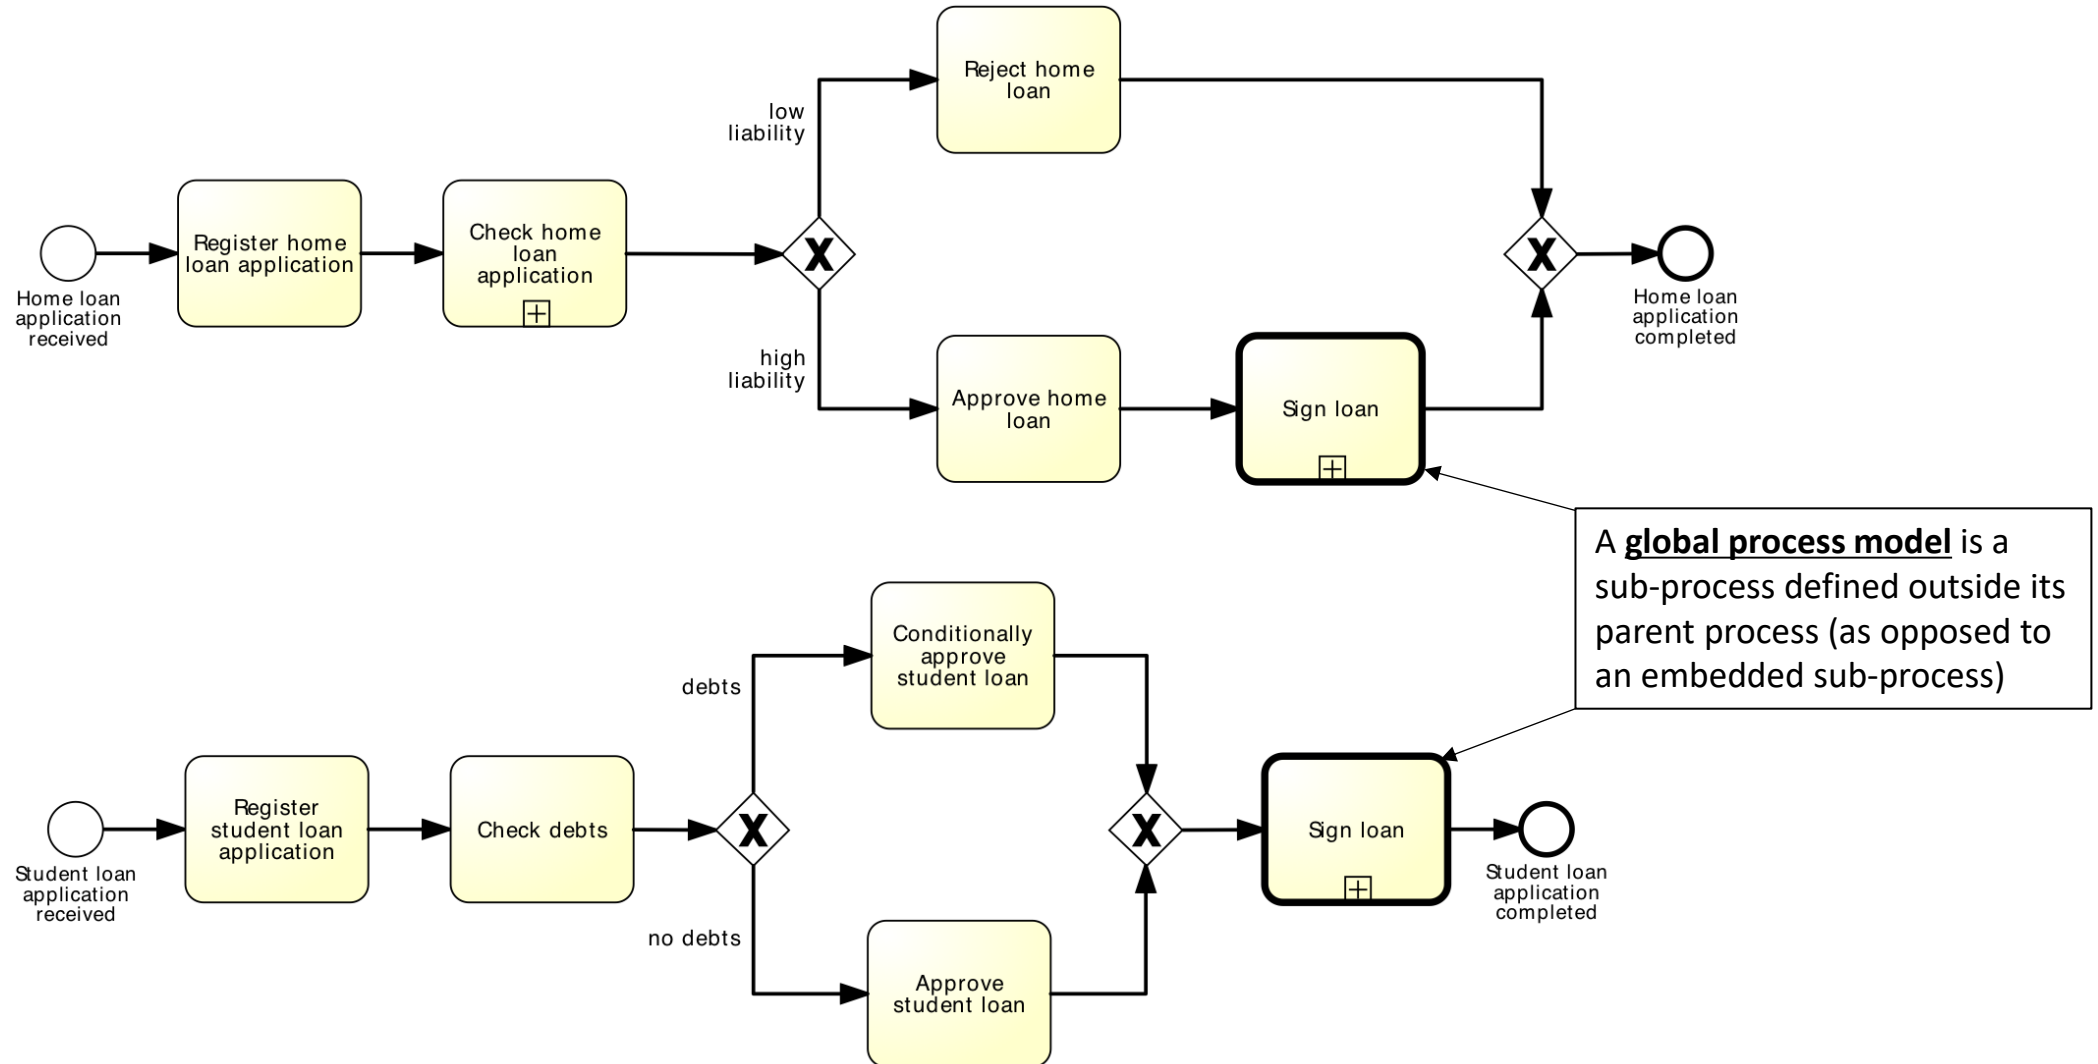 Home loan
application
received
Register home
loan application
Check home
loan
application
low
liability
X
high
liability
Reject home
loan
Approve home
loan
Sign loan
X
Home loan
application
completed
A global process model is a
sub-process defined outside its
parent process (as opposed to
an embedded sub-process)
Student loan
application
received
Register
student loan
application
Check debts
debts
X
no debts
Conditionally
approve
student loan
Approve
student loan
X
Sign loan
Student loan
application
completed